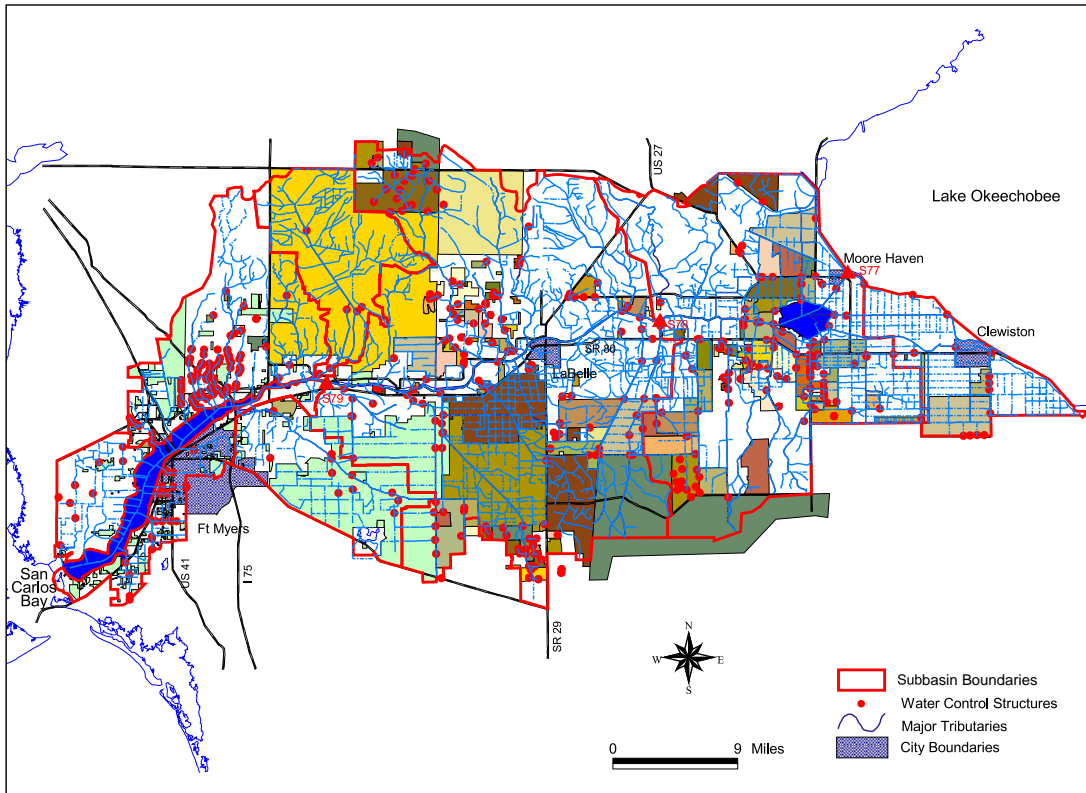 US 27
Lake Okeechobee
Moore Haven
S77
S78
Clewiston
SR 80
LaBelle
S79
Ft Myers
San
Carlos
Bay
US 41
I 75
SR 29
N
W E
S
Subbasin Boundaries
Water Control Structures
Major Tributaries
City Boundaries
0 9 Miles